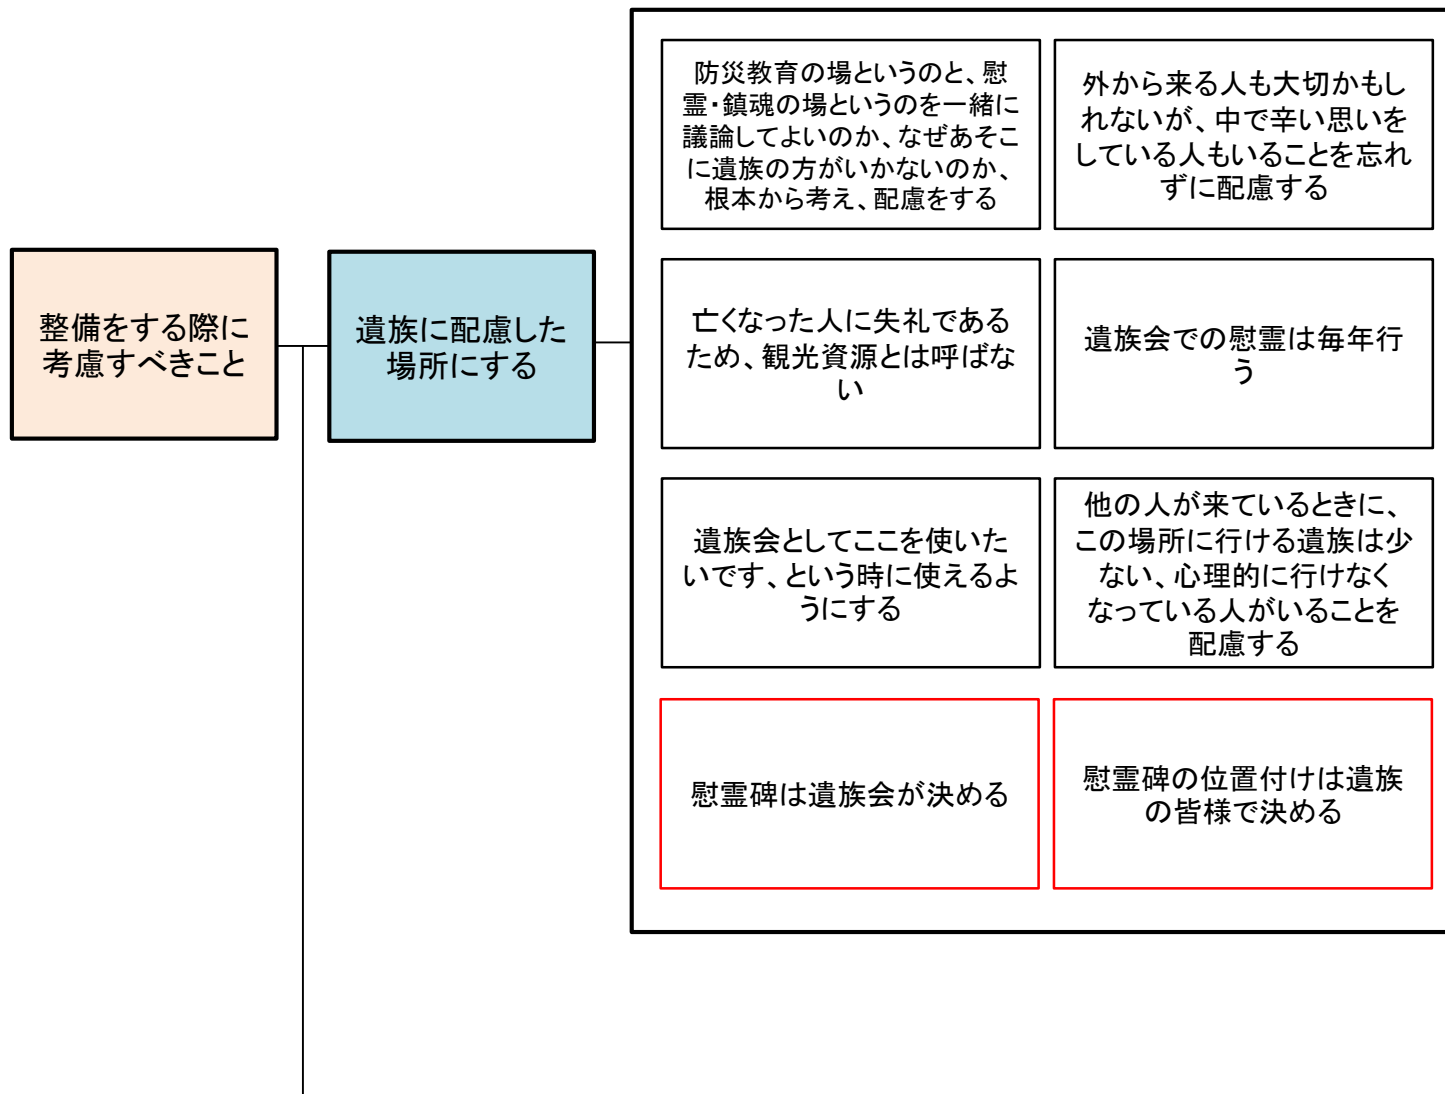 整備をする際に
考慮すべきこと
遺族に配慮した
場所にする
防災教育の場というのと、慰
霊・鎮魂の場というのを一緒に
議論してよいのか、なぜあそこ
に遺族の方がいかないのか、
根本から考え、配慮をする
外から来る人も大切かもし
れないが、中で辛い思いを
している人もいることを忘れ
ずに配慮する
亡くなった人に失礼である
ため、観光資源とは呼ばな
い
遺族会での慰霊は毎年行
う
遺族会としてここを使いた
いです、という時に使えるよ
うにする
他の人が来ているときに、
この場所に行ける遺族は少
ない、心理的に行けなく
なっている人がいることを
配慮する
慰霊碑は遺族会が決める
慰霊碑の位置付けは遺族
の皆様で決める